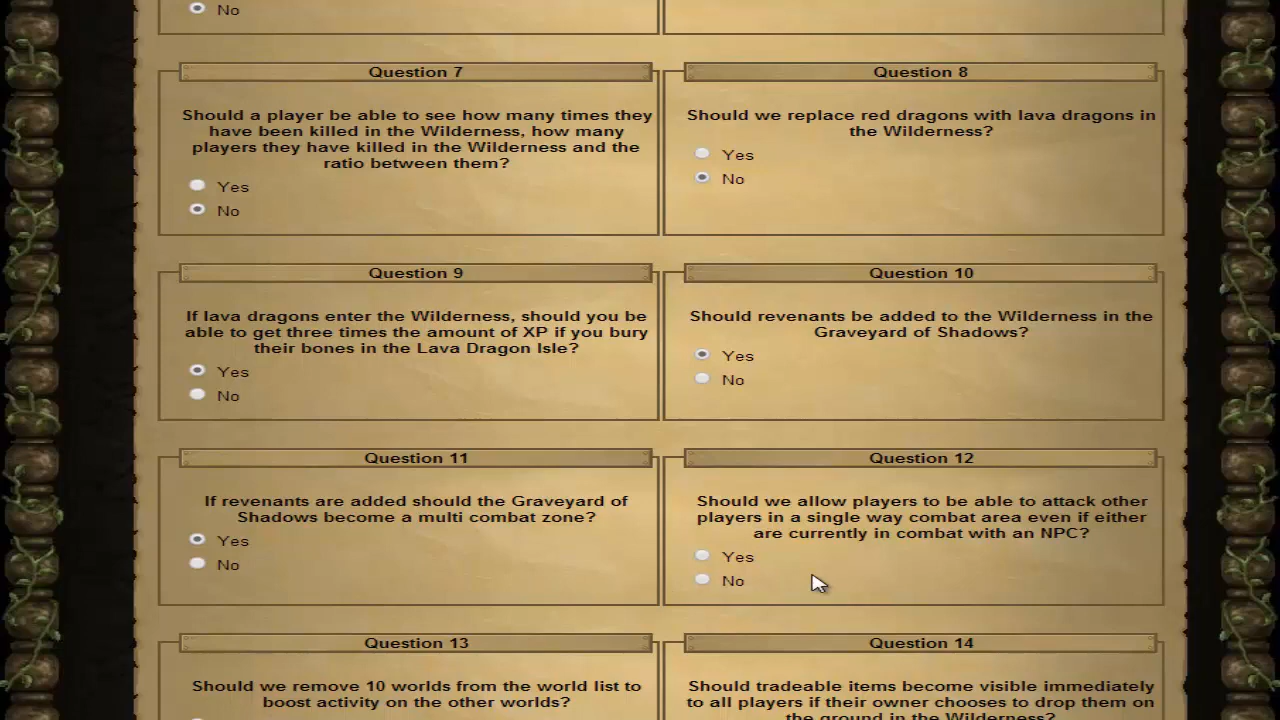 No
Question 7
Should a player be able to see how many times they
have been killed in the Wilderness, how many
players they have killed in the Wilderness and the
ratio between them?
Yes
No
Question 8
Should we replace red dragons with lava dragons in
the Wilderness?
Yes
No
Question 9
If lava dragons enter the Wilderness, should you be
able to get three times the amount of XP if you bury
their bones in the Lava Dragon Isle?
Yes
No
Question 10
Should revenants be added to the Wilderness in the
Graveyard of Shadows?
Yes
No
Question 11
If revenants are added should the Graveyard of
Shadows become a multi combat zone?
Yes
No
Question 12
Should we allow players to be able to attack other
players in a single way combat area even if either
are currently in combat with an NPC?
Yes
No
Question 13
Should we remove 10 worlds from the world list to
boost activity on the other worlds?
Question 14
Should tradeable items become visible immediately
to all players if their owner chooses to drop them on
the ground in the Wilderness?